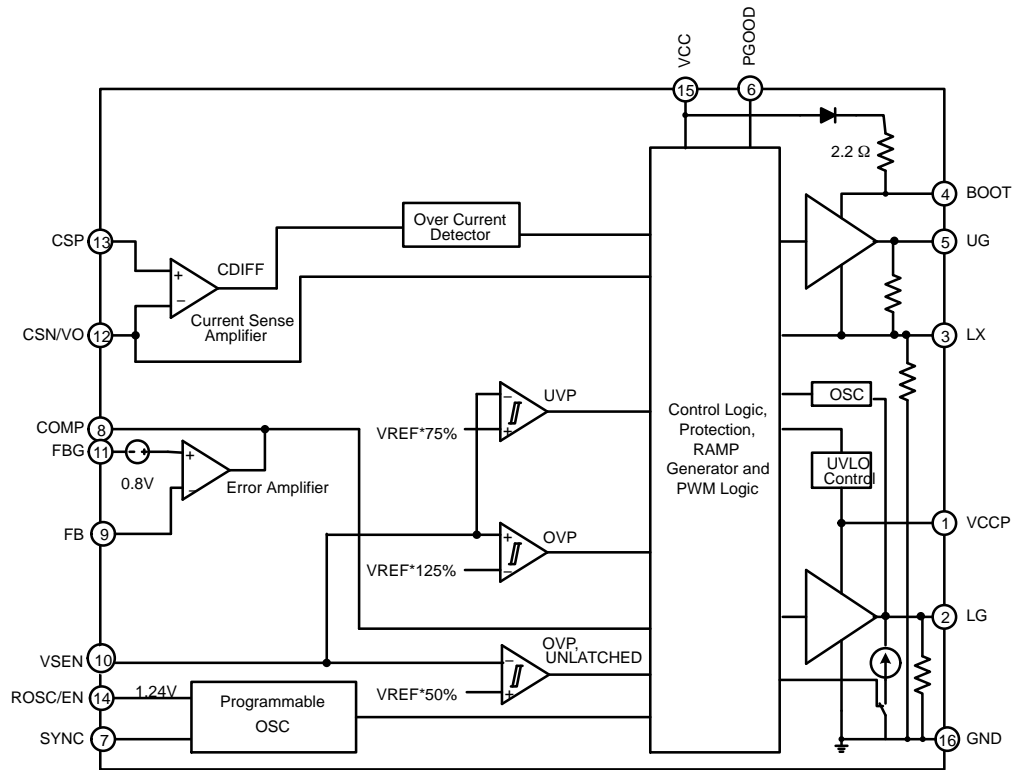 VCC
PGOOD
15
6
2.2 Ω
4
BOOT
Over Current
Detector
CSP
13
CDIFF
5
UG
+
−
Current Sense
Amplifier
CSN/VO
12
3
LX
UVP
−
+
VREF*75%
OSC
COMP
8
Control Logic,
Protection,
RAMP
Generator and
PWM Logic
FBG
11
- +
+
−
0.8V
Error Amplifier
UVLO
Control
FB
9
1
VCCP
OVP
+
−
VREF*125%
2
LG
VSEN
10
OVP,
UNLATCHED
−
+
VREF*50%
ROSC/EN
14
1.24V
Programmable
OSC
SYNC
7
16
GND